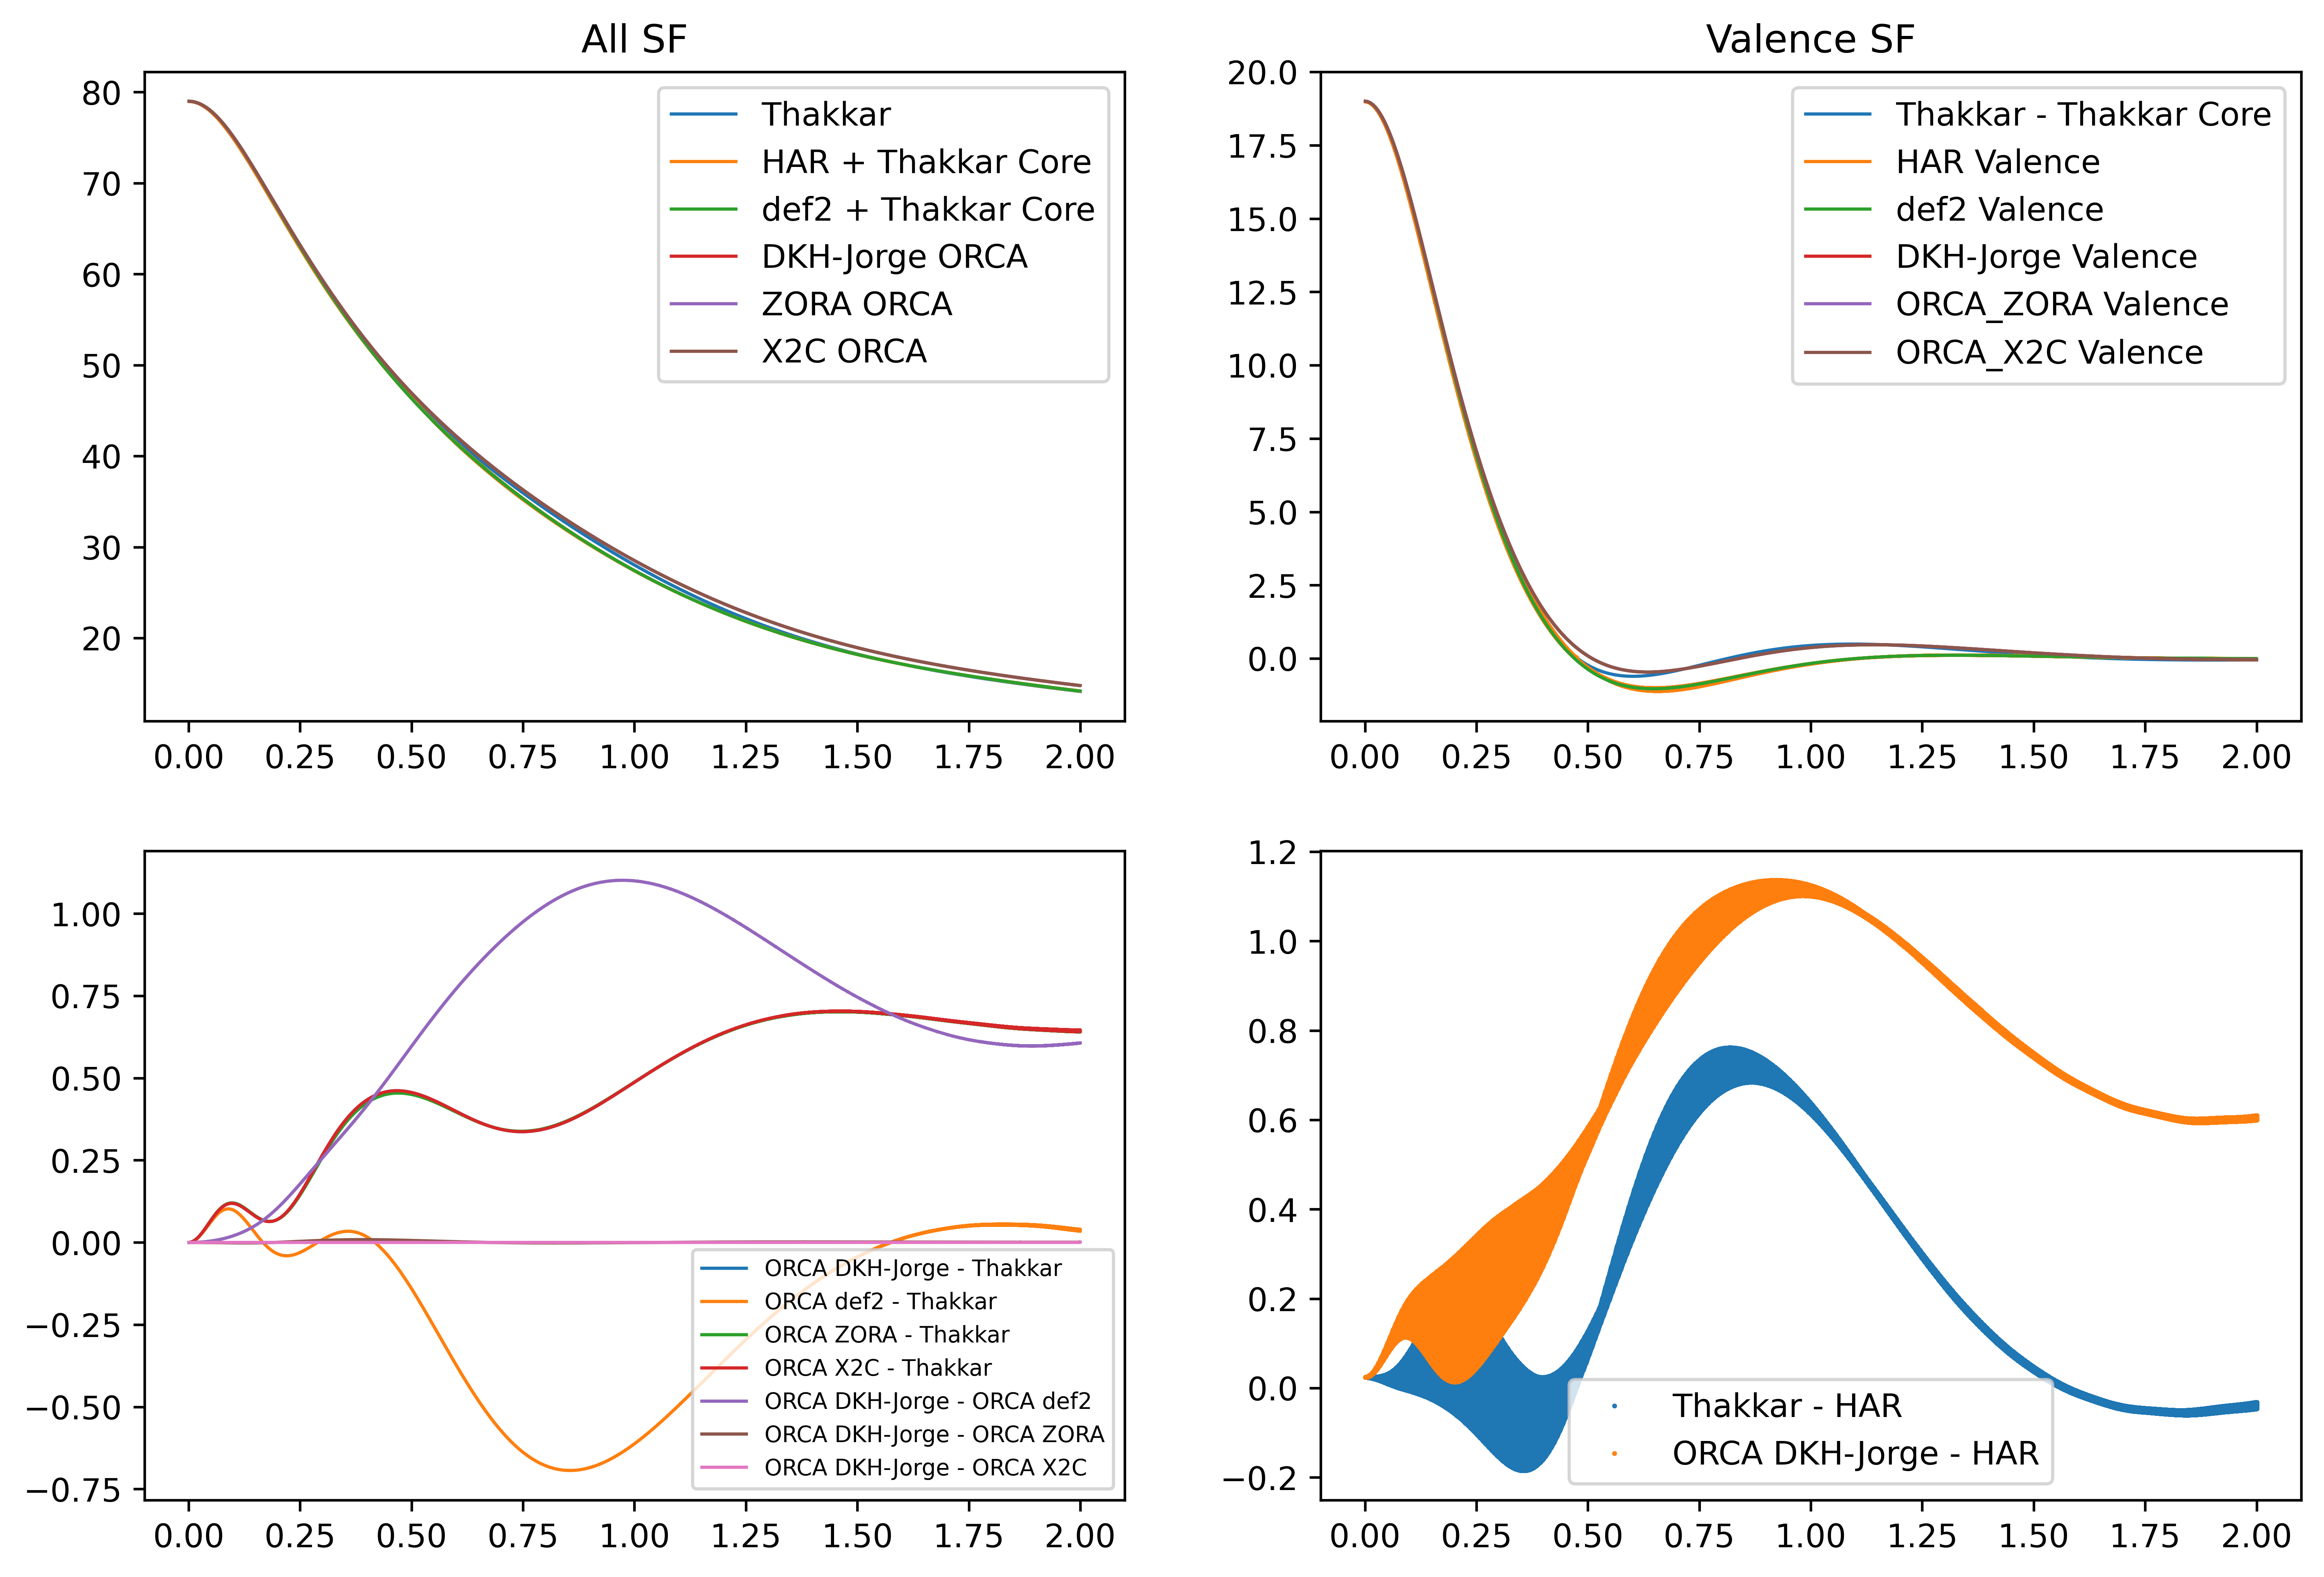 All SF
80
70
60
50
40
30
20
Thakkar
HAR + Thakkar Core
def2 + Thakkar Core
DKH-Jorge ORCA
ZORA ORCA
X2C ORCA
0.00 0.25 0.50 0.75 1.00 1.25 1.50 1.75 2.00
Valence SF
20.0
17.5
15.0
12.5
10.0
7.5
5.0
2.5
0.0
Thakkar - Thakkar Core
HAR Valence
def2 Valence
DKH-Jorge Valence
ORCA_ZORA Valence
ORCA_X2C Valence
0.00 0.25 0.50 0.75 1.00 1.25 1.50 1.75 2.00
1.00
0.75
0.50
0.25
0.00
−0.25
−0.50
−0.75
ORCA DKH-Jorge - Thakkar
ORCA def2 - Thakkar
ORCA ZORA - Thakkar
ORCA X2C - Thakkar
ORCA DKH-Jorge - ORCA def2
ORCA DKH-Jorge - ORCA ZORA
ORCA DKH-Jorge - ORCA X2C
0.00 0.25 0.50 0.75 1.00 1.25 1.50 1.75 2.00
1.2
1.0
0.8
0.6
0.4
0.2
0.0
−0.2
Thakkar - HAR
ORCA DKH-Jorge - HAR
0.00 0.25 0.50 0.75 1.00 1.25 1.50 1.75 2.00